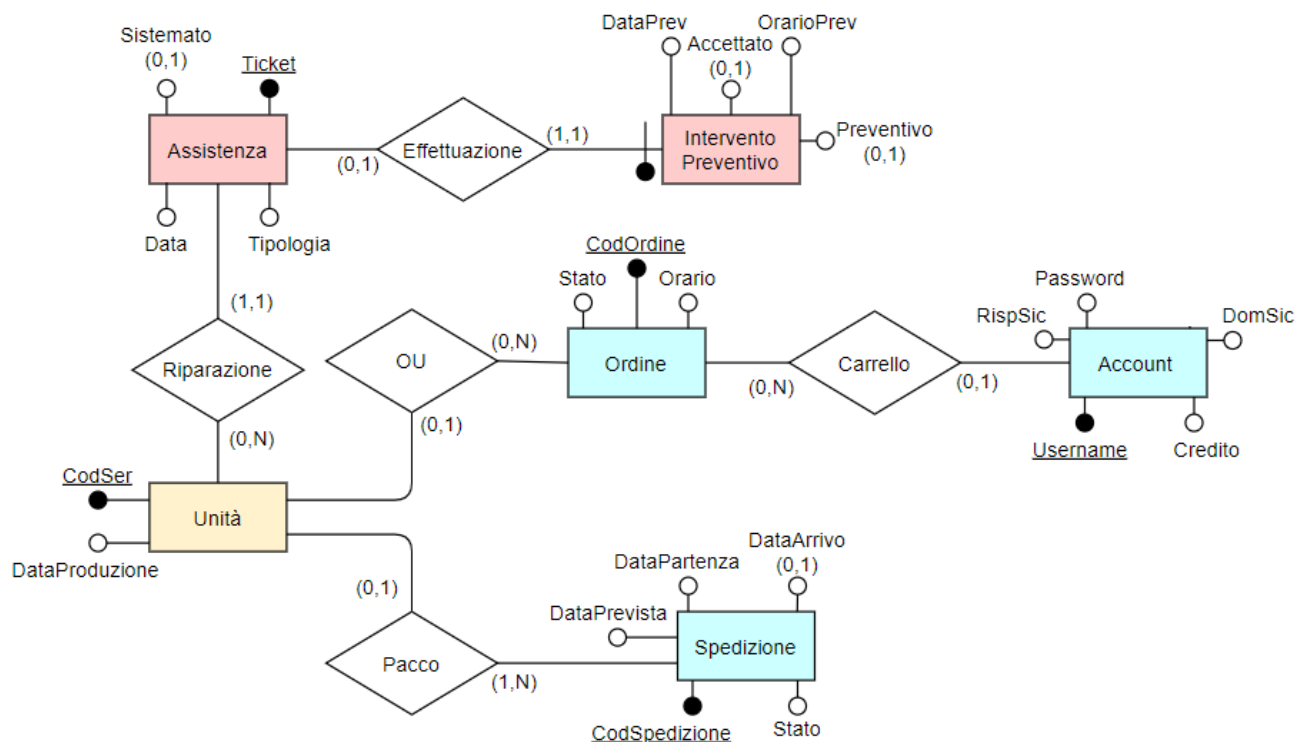 DataPrev
OrarioPrev
Sistemato
(0,1)
Ticket
Accettato
(0,1)
Assistenza
(0,1)
Effettuazione
(1,1)
Intervento
Preventivo
Preventivo
(0,1)
Data
Tipologia
CodOrdine
Stato
Orario
Password
RispSic
DomSic
(1,1)
Riparazione
(0,N)
OU
(0,N)
(0,1)
Ordine
(0,N)
Carrello
(0,1)
Account
Username
Credito
CodSer
Unità
DataProduzione
(0,1)
Pacco
(1,N)
DataPartenza
DataArrivo
(0,1)
DataPrevista
Spedizione
CodSpedizione
Stato